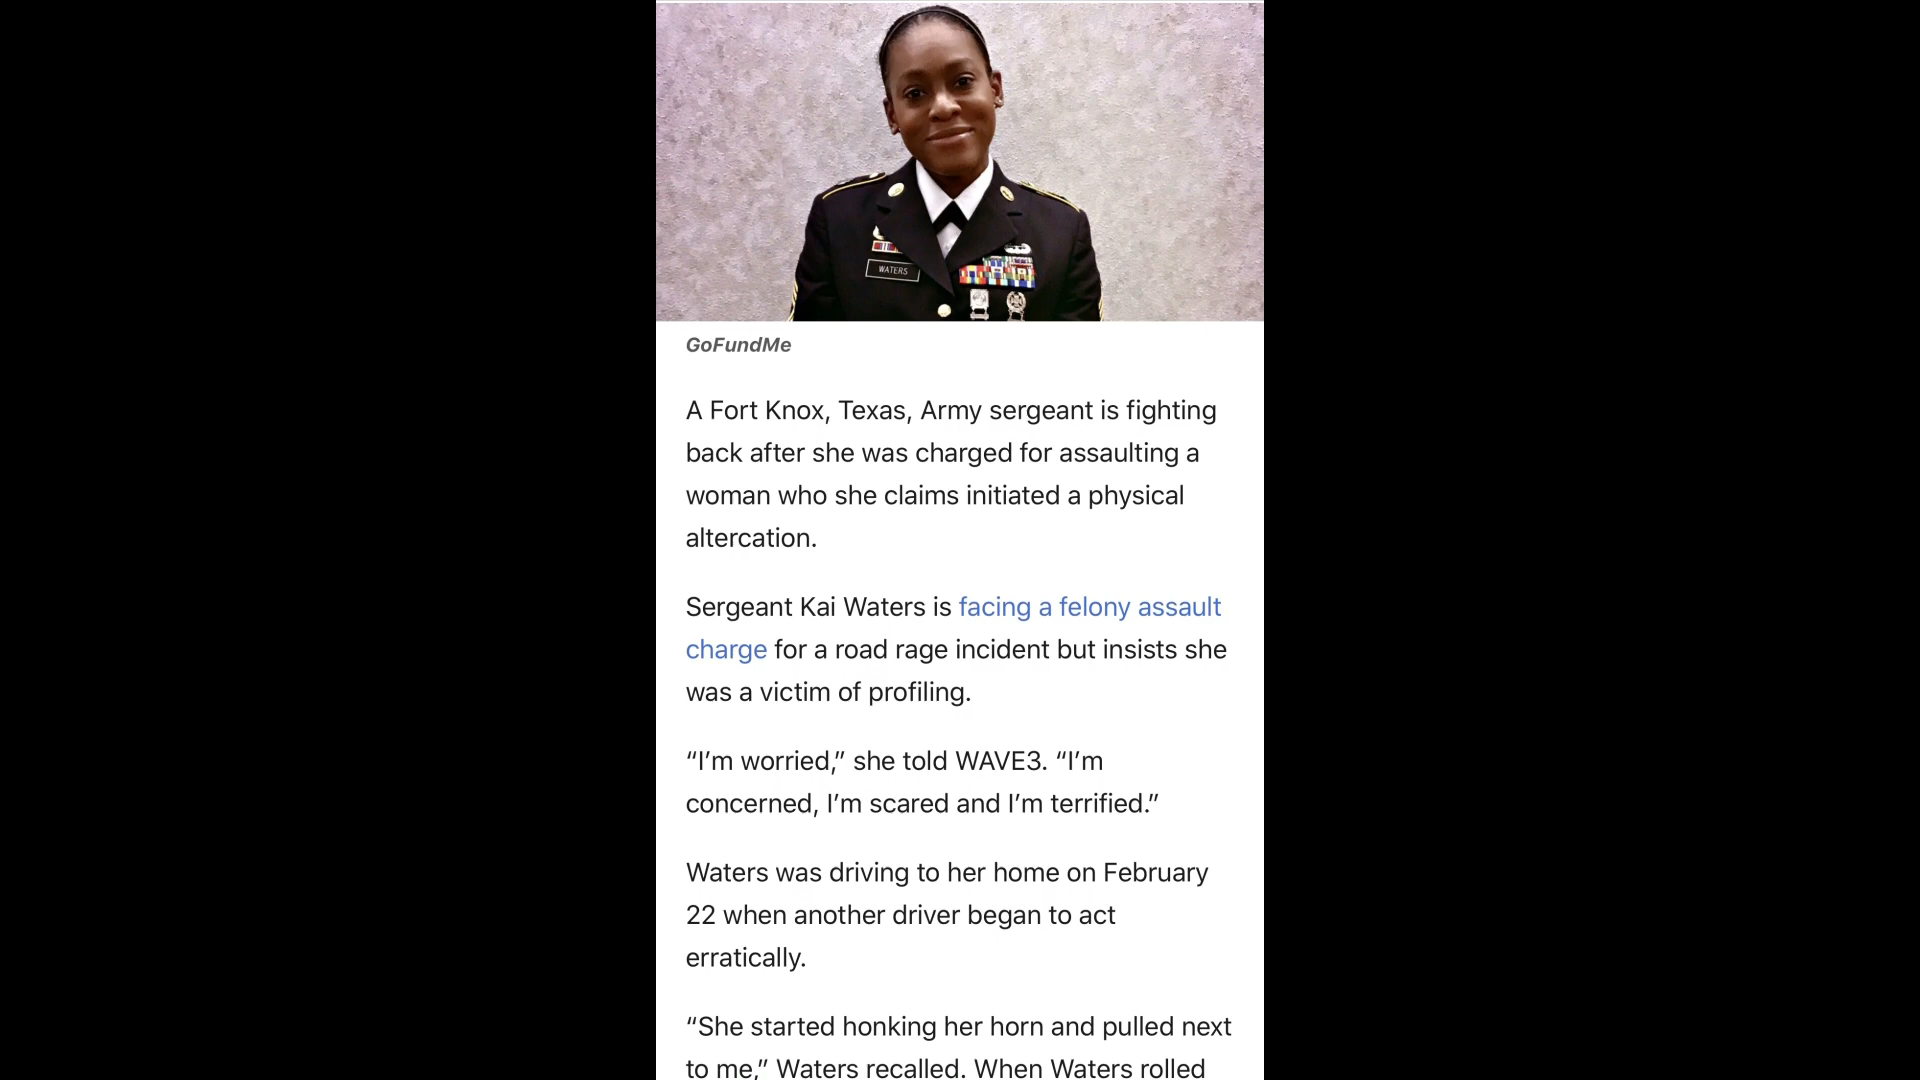 WATERS
GoFundMe
A Fort Knox, Texas, Army sergeant is fighting
back after she was charged for assaulting a
woman who she claims initiated a physical
altercation.
Sergeant Kai Waters is facing a felony assault
charge for a road rage incident but insists she
was a victim of profiling.
“I’m worried,” she told WAVE3. “I’m
concerned, I’m scared and I’m terrified.”
Waters was driving to her home on February
22 when another driver began to act
erratically.
“She started honking her horn and pulled next
to me,” Waters recalled. When Waters rolled